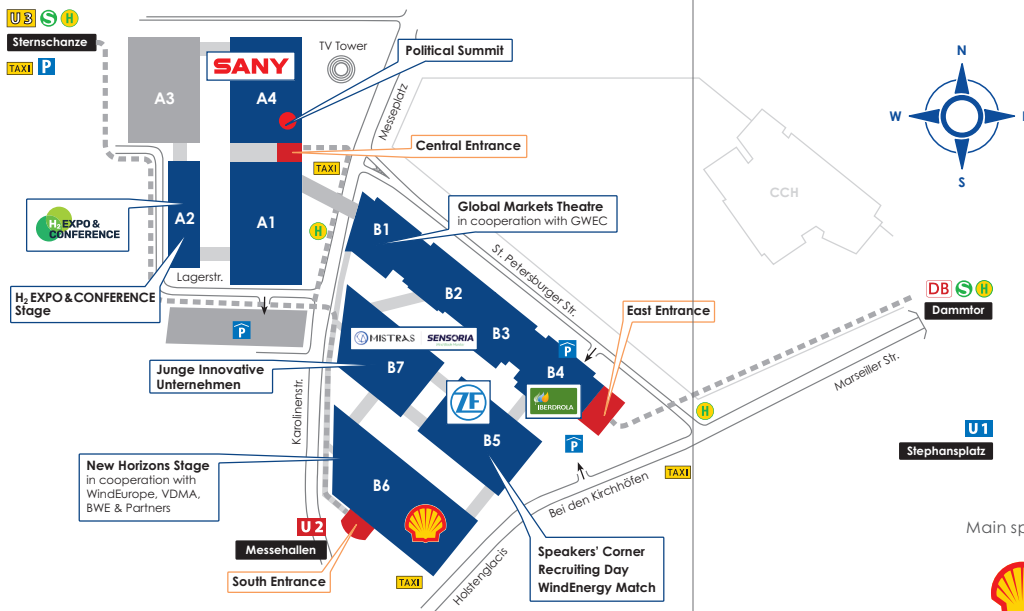 U3 S H
Sternschanze
TAXI P
A3
SANY
A4
TV Tower
Political Summit
Messeplatz
Central Entrance
TAXI
A2
A1
H
H2 EXPO &
CONFERENCE
H2 EXPO & CONFERENCE
Stage
Lagerstr.
P
Global Markets Theatre
in cooperation with GWEC
B1
B2
B3
B4
St. Petersburger Str.
P
East Entrance
CCH
N
W
S
DB S H
Dammtor
Marseiller Str.
H
U1
Stephansplatz
MISTRAS
SENSORIA
B7
ZF
IBERDROLA
Junge Innovative
Unternehmen
Karolinenstr.
B5
P
TAXI
Bei den Kirchhöfen
New Horizons Stage
in cooperation with
WindEurope, VDMA,
BWE & Partners
B6
U2
Messehallen
South Entrance
TAXI
Holstenglacis
Speakers' Corner
Recruiting Day
WindEnergy Match
Main sp